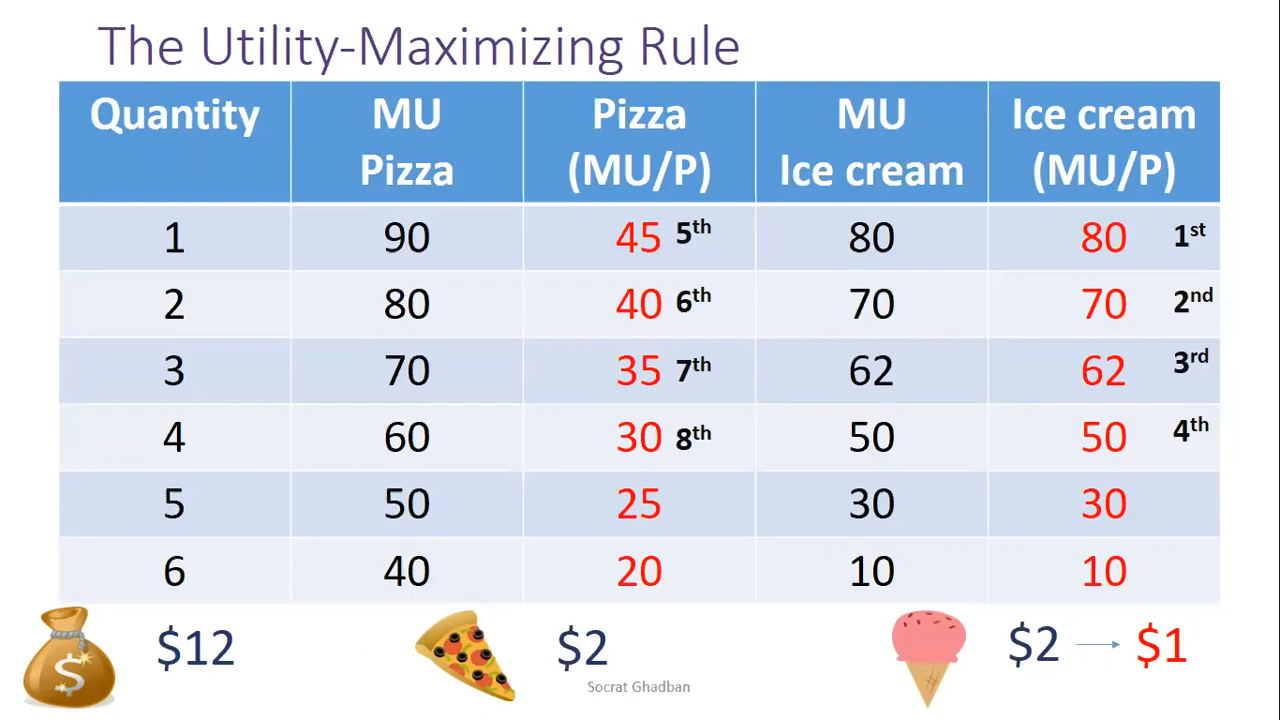 The Utility-Maximizing Rule
Quantity MU Pizza MU Ice cream
Pizza (MU/P) Ice cream (MU/P)
1 90 45 5th 80 80 1st
2 80 40 6th 70 70 2nd
3 70 35 7th 62 62 3rd
4 60 30 8th 50 50 4th
5 50 25 30 30
6 40 20 10 10
$ $12 $2 $2 → $1
Socrat Ghadban